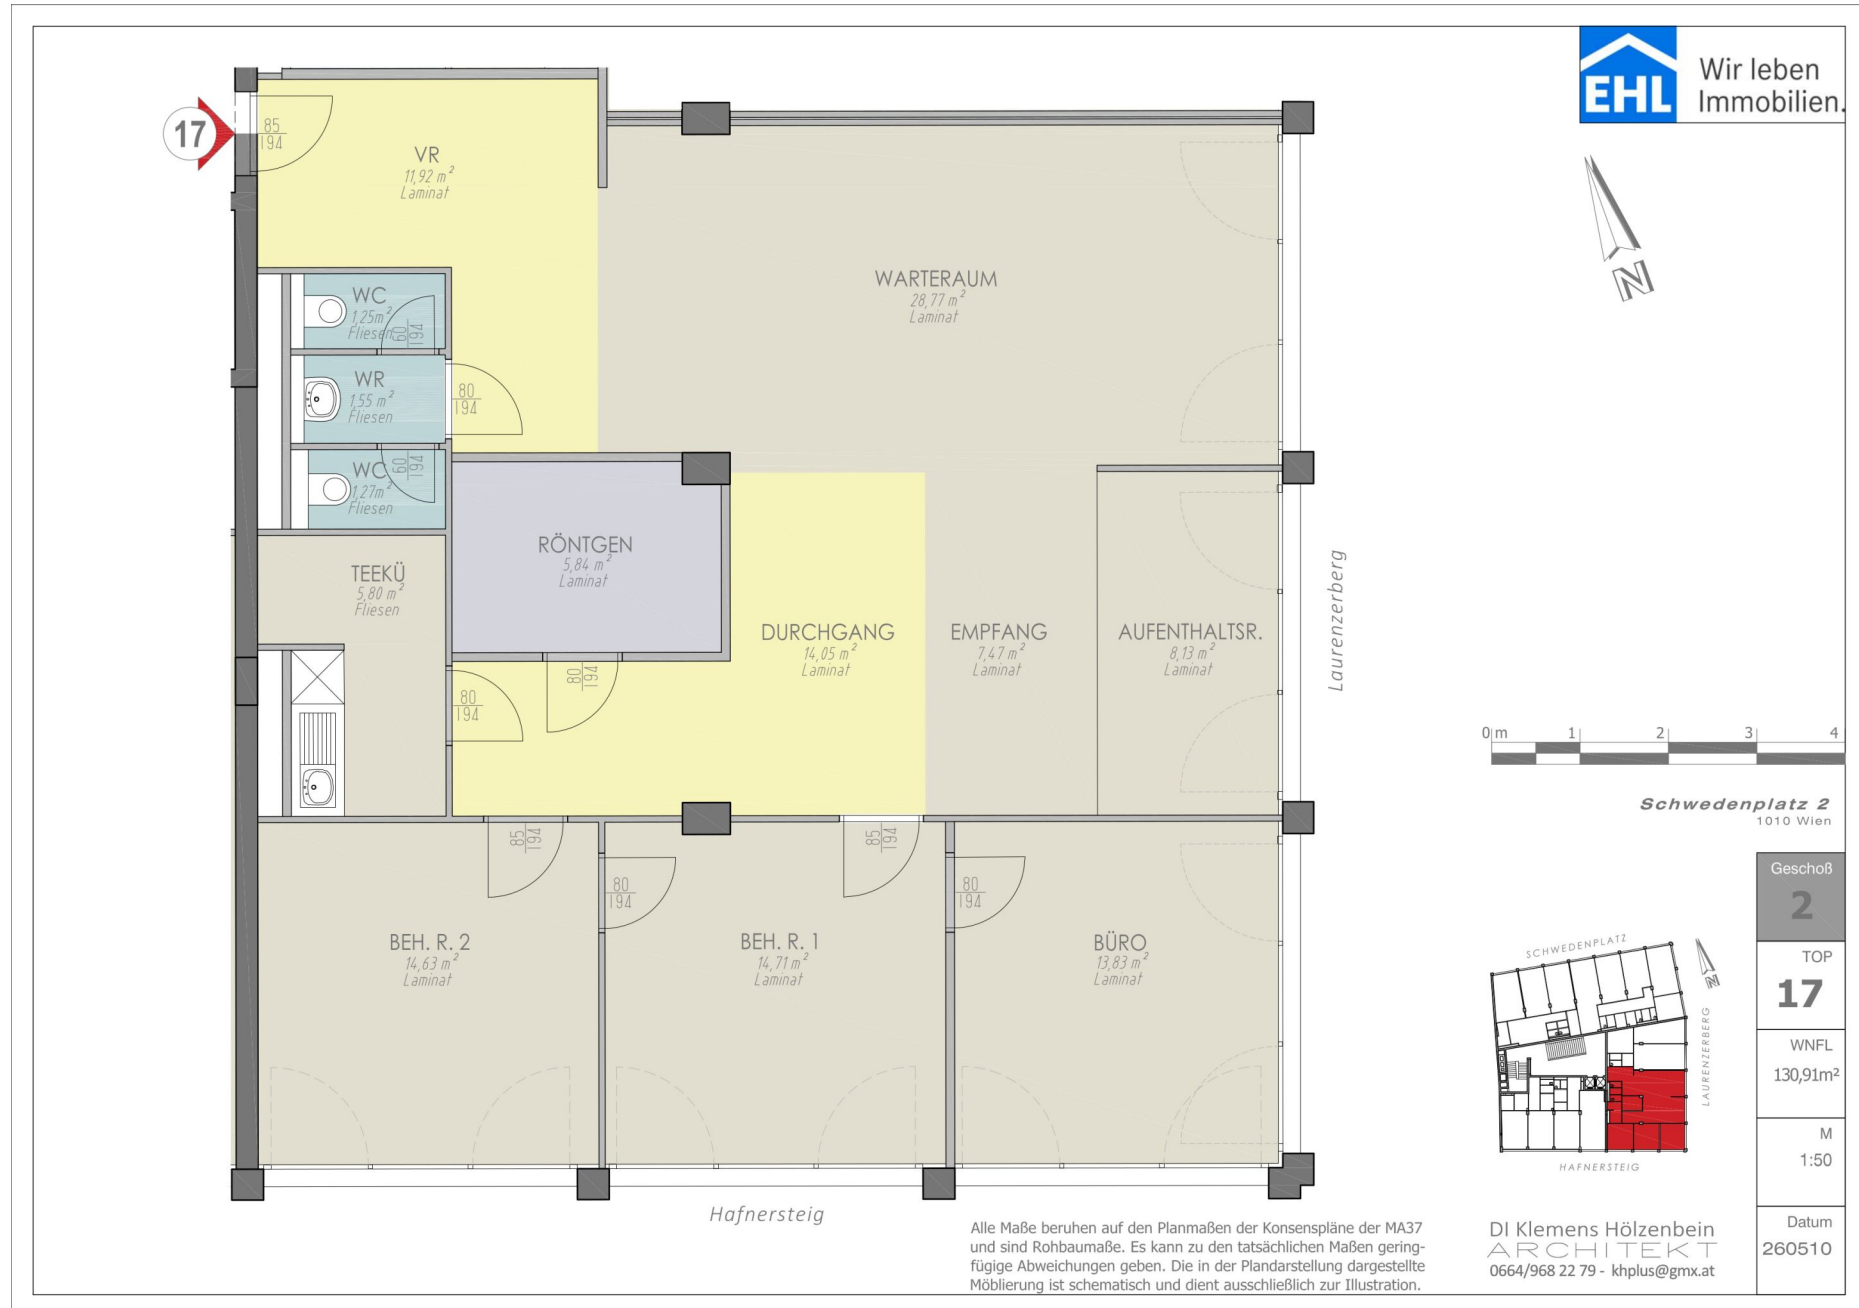 EHL
Wir leben
Immobilien.
17
85
194
VR
11,92 m²
Laminat
WARTERAUM
28,77 m²
Laminat
N
WC
1,25m²
Fliesen
60
194
WR
1,55 m²
Fliesen
80
194
WC
1,27m²
Fliesen
60
194
RÖNTGEN
5,84 m²
Laminat
TEEKÜ
5,80 m²
Fliesen
DURCHGANG
14,05 m²
Laminat
EMPFANG
7,47 m²
Laminat
AUFENTHALTSR.
8,13 m²
Laminat
Laurenzerberg
80
194
80
194
0 m 1 2 3 4
Schwedenplatz 2
1010 Wien
85
194
85
194
80
194
80
194
BEH. R. 2
14,63 m²
Laminat
BEH. R. 1
14,71 m²
Laminat
BÜRO
13,83 m²
Laminat
Geschoß
2
TOP
17
WNFL
130,91m²
M
1:50
Datum
260510
SCHWEDENPLATZ
N
LAURENZERBERG
HAFNERSTEIG
Hafnersteig
Alle Maße beruhen auf den Planmaßen der Konsenspläne der MA37
und sind Rohbaumaße. Es kann zu den tatsächlichen Maßen gering-
fügige Abweichungen geben. Die in der Plandarstellung dargestellte
Möblierung ist schematisch und dient ausschließlich zur Illustration.
DI Klemens Hölzenbein
ARCHITEKT
0664/968 22 79 - khplus@gmx.at